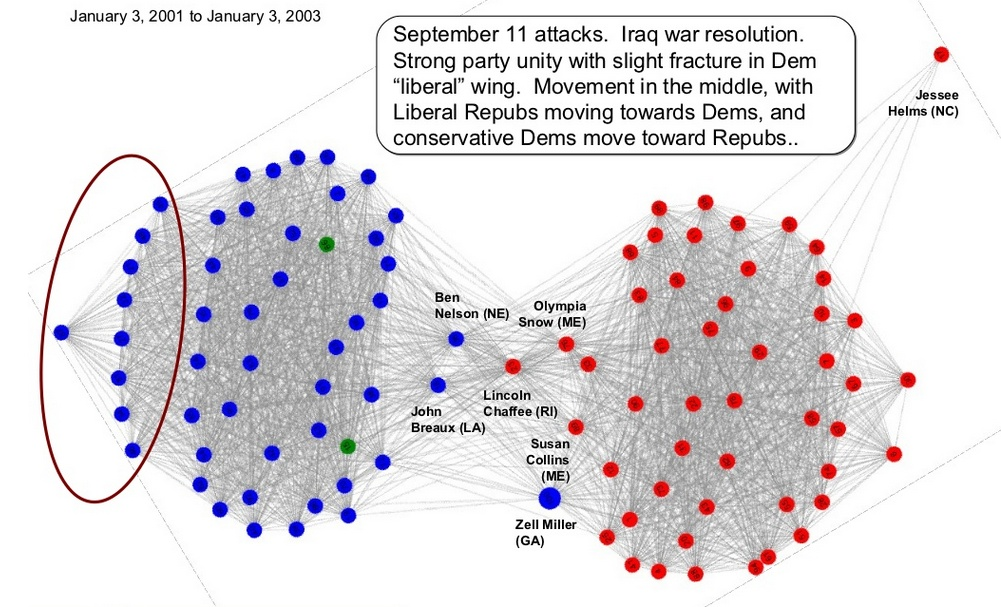 January 3, 2001 to January 3, 2003
September 11 attacks.  Iraq war resolution.
Strong party unity with slight fracture in Dem
“liberal” wing.  Movement in the middle, with
Liberal Repubs moving towards Dems, and
conservative Dems move toward Repubs..
Jessee
Helms (NC)
Ben
Nelson (NE)
Olympia
Snow (ME)
Lincoln
Chaffee (RI)
John
Breaux (LA)
Susan
Collins
(ME)
Zell Miller
(GA)